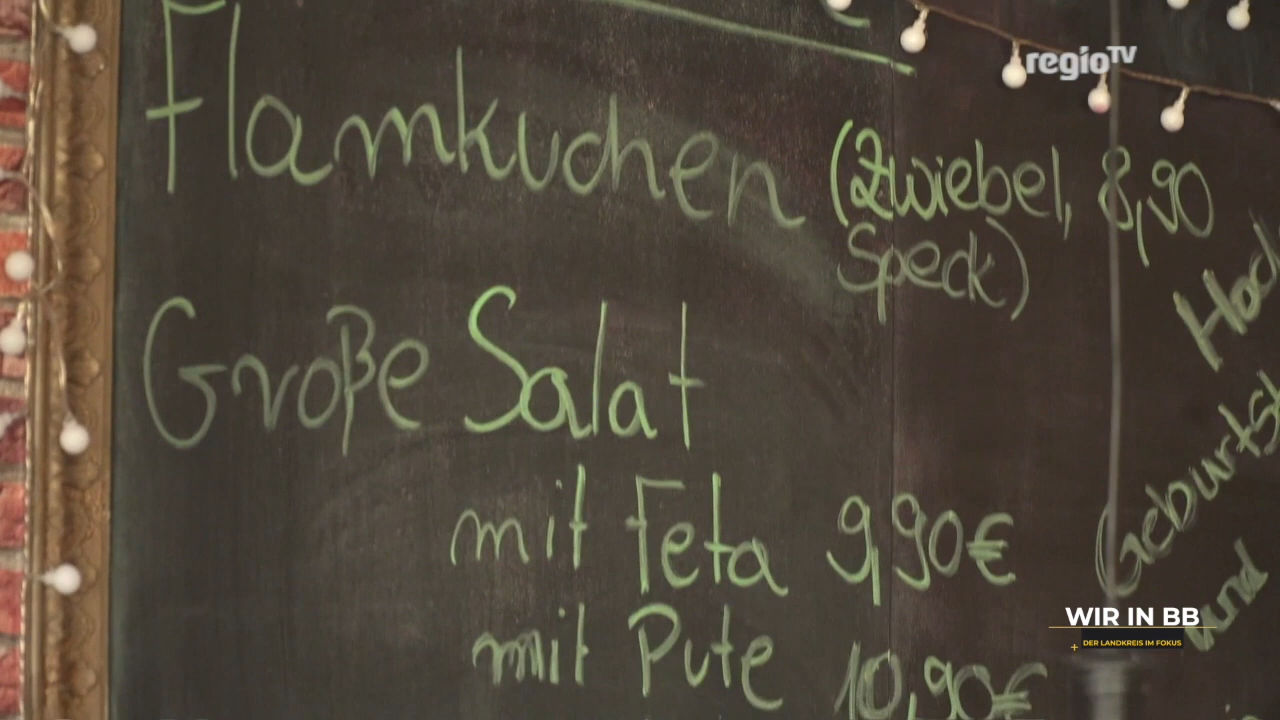 regioTV
Flamkuchen (Zwiebel, 8,90
Speck)
Große Salat
mit Feta 9,90€
mit Pute 10,90€
und
WIR IN BB
DER LANDKREIS IM FOKUS